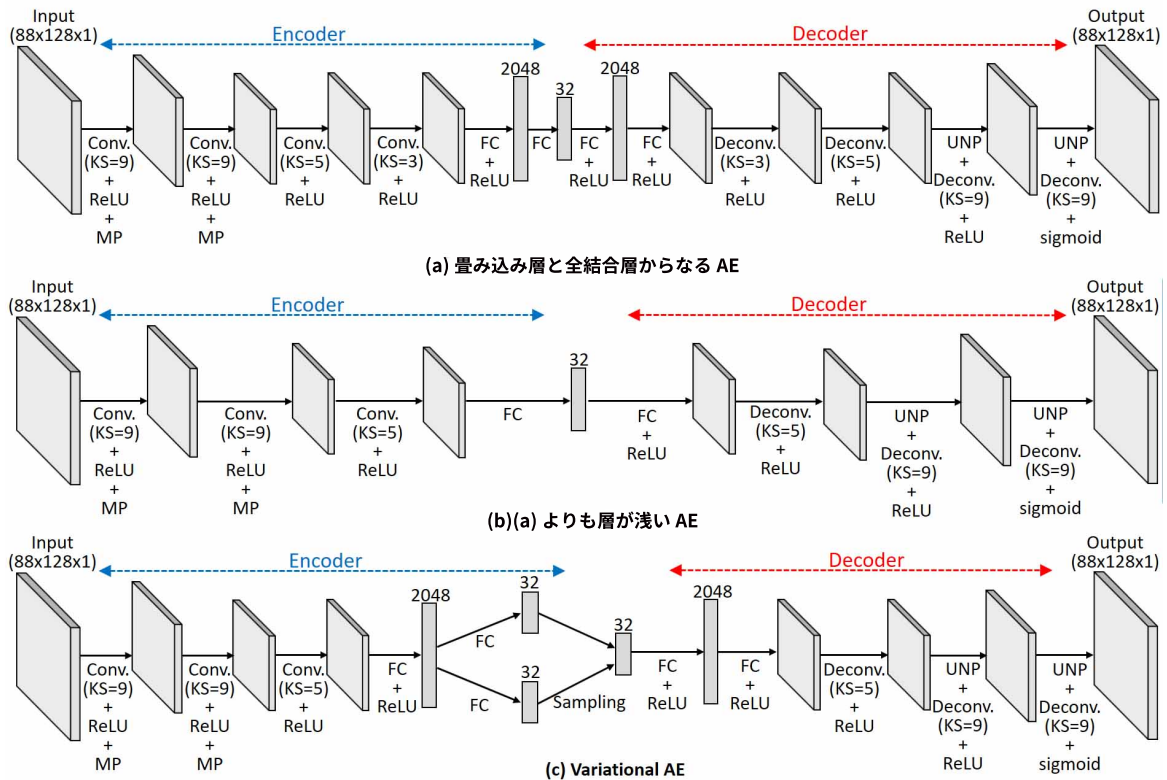 Input
(88x128x1)
Encoder
Decoder
Output
(88x128x1)
2048
32
2048
Conv.
(KS=9)
+
ReLU
+
MP
Conv.
(KS=9)
+
ReLU
+
MP
Conv.
(KS=5)
+
ReLU
Conv.
(KS=3)
+
ReLU
FC
+
ReLU
FC
FC
+
ReLU
FC
+
ReLU
Deconv.
(KS=3)
+
ReLU
Deconv.
(KS=5)
+
ReLU
UNP
+
Deconv.
(KS=9)
+
ReLU
UNP
+
Deconv.
(KS=9)
+
sigmoid
(a) 畳み込み層と全結合層からなる AE
Input
(88x128x1)
Encoder
Decoder
Output
(88x128x1)
32
Conv.
(KS=9)
+
ReLU
+
MP
Conv.
(KS=9)
+
ReLU
+
MP
Conv.
(KS=5)
+
ReLU
FC
FC
+
ReLU
Deconv.
(KS=5)
+
ReLU
UNP
+
Deconv.
(KS=9)
+
ReLU
UNP
+
Deconv.
(KS=9)
+
sigmoid
(b)(a) よりも層が浅い AE
Input
(88x128x1)
Encoder
Decoder
Output
(88x128x1)
2048
32
32
32
2048
Conv.
(KS=9)
+
ReLU
+
MP
Conv.
(KS=9)
+
ReLU
+
MP
Conv.
(KS=5)
+
ReLU
FC
+
ReLU
FC
FC
Sampling
FC
+
ReLU
FC
+
ReLU
Deconv.
(KS=5)
+
ReLU
UNP
+
Deconv.
(KS=9)
+
ReLU
UNP
+
Deconv.
(KS=9)
+
sigmoid
(c) Variational AE